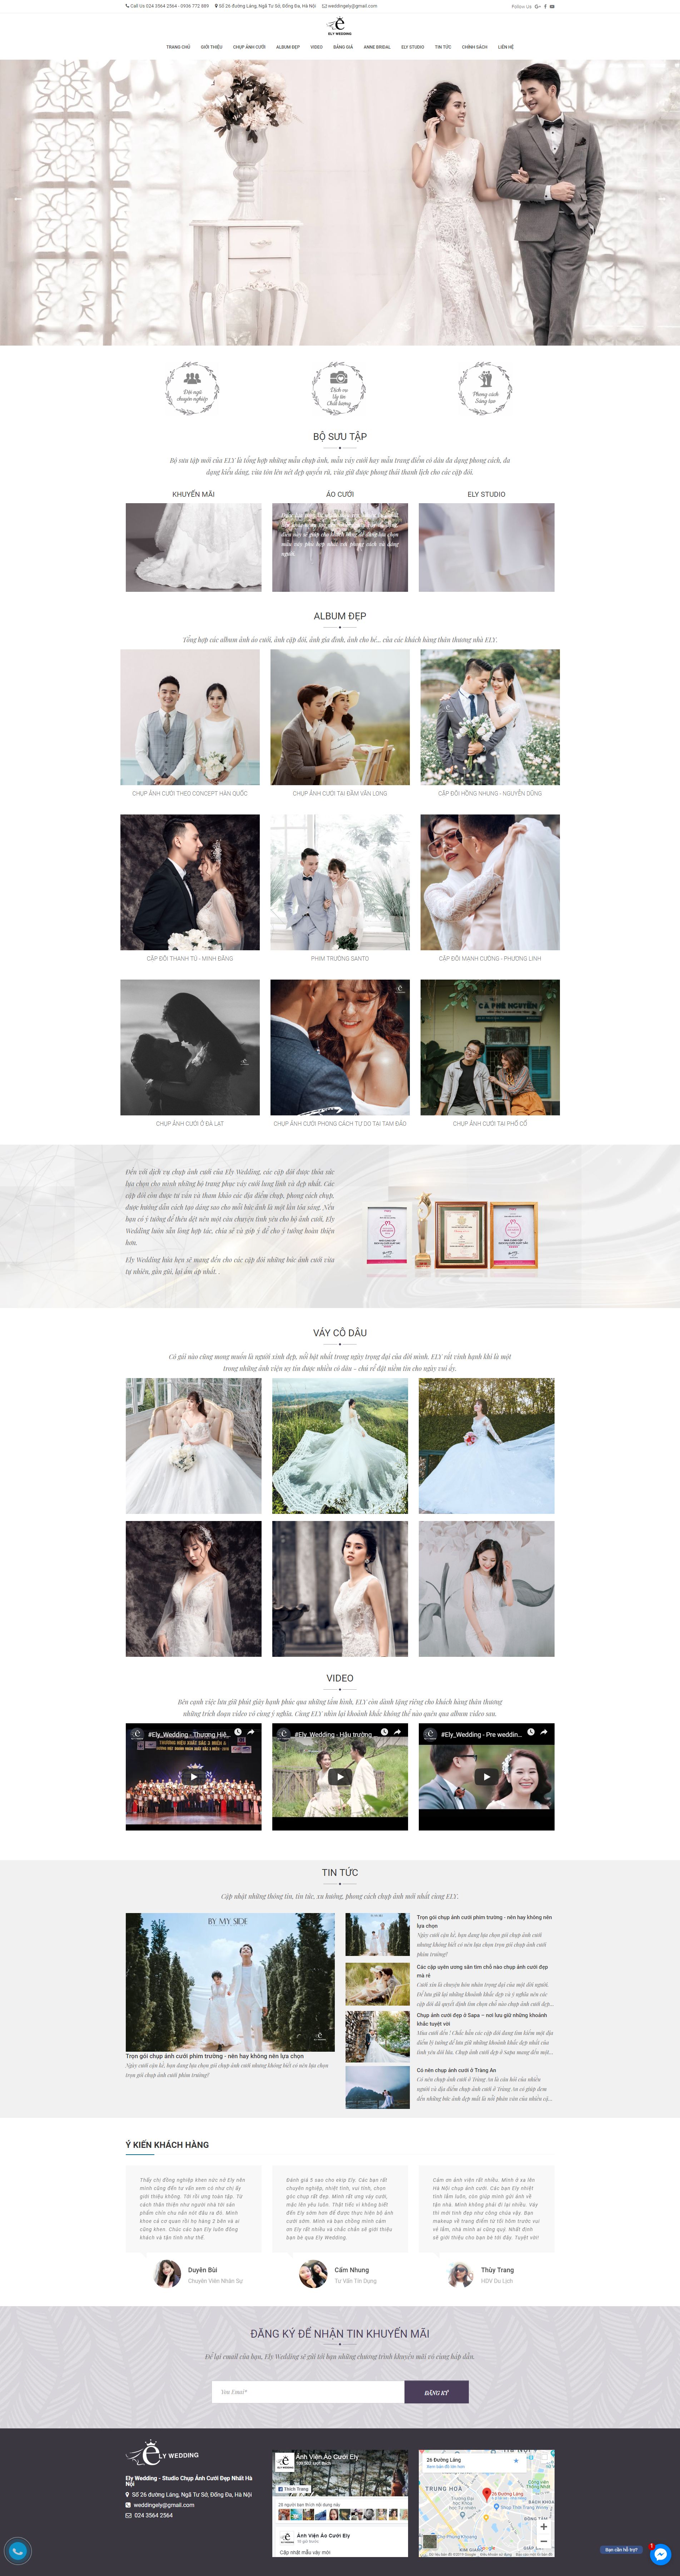 Call Us 024 3564 2564 - 0936 772 889 Số 26 đường Láng, Ngã Tư Sở, Đống Đa, Hà Nội weddingely@gmail.com Follow Us
ELY WEDDING
TRANG CHỦ GIỚI THIỆU CHỤP ẢNH CƯỚI ALBUM ĐẸP VIDEO BẢNG GIÁ ANNE BRIDAL ELY STUDIO TIN TỨC CHÍNH SÁCH LIÊN HỆ
Đội ngũ
chuyên nghiệp
Dịch vụ
Uy tín
Chất lượng
Phong cách
Sáng tạo
BỘ SƯU TẬP
Bộ sưu tập mới của ELY là tổng hợp những mẫu chụp ảnh, mẫu váy cưới hay mẫu trang điểm cô dâu đa dạng phong cách, đa
dạng kiểu dáng, vừa tôn lên nét đẹp quyến rũ, vừa giữ được phong thái thanh lịch cho các cặp đôi.
KHUYẾN MÃI
ÁO CƯỚI
ELY STUDIO
ALBUM ĐẸP
Tổng hợp các album ảnh áo cưới, ảnh cặp đôi, ảnh gia đình, ảnh cho bé... của các khách hàng thân thương nhà ELY.
CHỤP ẢNH CƯỚI THEO CONCEPT HÀN QUỐC
CHỤP ẢNH CƯỚI TẠI ĐẦM VÂN LONG
CẶP ĐÔI HỒNG NHUNG - NGUYỄN DŨNG
CẶP ĐÔI THANH TÚ - MINH BẰNG
PHIM TRƯỜNG SANTO
CẶP ĐÔI MẠNH CƯỜNG - PHƯƠNG LINH
CÀ PHÊ NGUYỄN
CHỤP ẢNH CƯỚI Ở ĐÀ LẠT
CHỤP ẢNH CƯỚI PHONG CÁCH TỰ DO TẠI TAM ĐẢO
CHỤP ẢNH CƯỚI TẠI PHỐ CỔ
Đến với dịch vụ chụp ảnh cưới của Ely Wedding, các cặp đôi được thỏa sức
lựa chọn cho mình những bộ trang phục váy cưới lung linh và đẹp nhất. Các
cặp đôi còn được tư vấn và tham khảo các địa điểm chụp, phong cách chụp,
được hướng dẫn cách tạo dáng sao cho mỗi bức ảnh là một lần tỏa sáng. Nếu
bạn có ý tưởng để thêu dệt nên một câu chuyện tình yêu cho bộ ảnh cưới, Ely
Wedding luôn sẵn lòng hợp tác, chia sẻ và góp ý để cho ý tưởng hoàn thiện
hơn.
Ely Wedding hứa hẹn sẽ mang đến cho các cặp đôi những bức ảnh cưới vừa
tự nhiên, gần gũi, lại ấm áp nhất.
VÁY CÔ DÂU
Cô gái nào cũng mong muốn là người xinh đẹp, nổi bật nhất trong ngày trọng đại của đời mình. ELY rất vinh hạnh khi là một
trong những ảnh viện uy tín được nhiều cô dâu - chú rể đặt niềm tin cho ngày vui ấy.
VIDEO
Bên cạnh việc lưu giữ phút giây hạnh phúc qua những tấm hình, ELY còn dành tặng riêng cho khách hàng thân thương
những trích đoạn video vô cùng ý nghĩa. Cùng ELY nhìn lại khoảnh khắc không thể nào quên qua album video sau.
#Ely_Wedding - Thương Hiệ...
#Ely_Wedding - Hậu trường ...
#Ely_Wedding - Pre weddin...
TIN TỨC
Cập nhật những thông tin, tin tức, xu hướng, phong cách chụp ảnh mới nhất cùng ELY.
BY MY SIDE
Trọn gói chụp ảnh cưới phim trường - nên hay không nên lựa chọn
Ngày cưới cận kề, bạn đang lựa chọn gói chụp ảnh cưới nhưng không biết có nên lựa chọn
trọn gói chụp ảnh cưới phim trường?
Trọn gói chụp ảnh cưới phim trường - nên hay không nên
lựa chọn
Ngày cưới cận kề, bạn đang lựa chọn gói chụp ảnh cưới
nhưng không biết có nên lựa chọn trọn gói chụp ảnh cưới
phim trường?
Các cặp uyên ương săn tìm chỗ nào chụp ảnh cưới đẹp
mà rẻ
Cưới xin là chuyện hôn nhân trọng đại của mỗi đời người.
Để lưu giữ lại những khoảnh khắc đẹp và ý nghĩa nên các
cặp đôi đã quyết định tìm chọn chỗ nào chụp ảnh cưới đẹp...
Chụp ảnh cưới đẹp ở Sapa – nơi lưu giữ những khoảnh
khắc tuyệt vời
Mùa cưới đến ! Chắc hẳn các cặp đôi đang tìm kiếm một địa
điểm lý tưởng để lưu giữ những khoảnh khắc đẹp nhất của
tình yêu đôi lứa. Chụp ảnh cưới đẹp ở Sapa mang đến một...
Có nên chụp ảnh cưới ở Tràng An
Có nên chụp ảnh cưới ở Tràng An là câu hỏi của nhiều
người và địa điểm chụp ảnh cưới ở Tràng An có giúp đem
đến những bức ảnh đẹp mãi là nỗi phân vân của nhiều cặ...
Ý KIẾN KHÁCH HÀNG
Thấy chị đồng nghiệp khen nức nở Ely nên
mình cũng đến tư vấn xem có như chị ấy
giới thiệu không. Tới rồi ưng toàn tập. Từ
cách thân thiện như người nhà tới sản
phẩm chỉn chu nên nút đầu ra đó. Mình
khoe cả cơ quan rồi họ hàng 2 bên và ai
cũng khen. Chúc các bạn Ely luôn đông
khách và tận tình như thế.
Đánh giá 5 sao cho ekip Ely. Các bạn rất
chuyên nghiệp, nhiệt tình, vui tính, chọn
góc chụp rất đẹp. Mình rất ưng váy cưới,
mặc lên yêu luôn. Thật tiếc vì không biết
đến Ely sớm hơn để được thực hiện bộ ảnh
cưới sớm. Mình và bạn chồng mình cảm
ơn Ely rất nhiều và chắc chắn sẽ giới thiệu
bạn bè qua Ely Wedding.
Cảm ơn ảnh viện rất nhiều. Mình ở xa lên
Hà Nội chụp ảnh cưới. Các bạn Ely nhiệt
tình lắm luôn, còn giúp mình gửi ảnh về
tận nhà. Mình không phải đi lại nhiều. Váy
thì mới tinh đẹp như công chúa vậy. Bạn
makeup về trang điểm từ tối hôm trước vui
vẻ lắm, nhà mình ai cũng quý. Nhất định
sẽ giới thiệu cho bạn bè tới đây. Tuyệt vời!
Duyên Bùi
Chuyên Viên Nhân Sự
Cẩm Nhung
Tư Vấn Tín Dụng
Thùy Trang
HDV Du Lịch
ĐĂNG KÝ ĐỂ NHẬN TIN KHUYẾN MÃI
Để lại email của bạn, Ely Wedding sẽ gửi tới bạn những chương trình khuyến mãi vô cùng hấp dẫn.
You Email*
ĐĂNG KÝ
ELY WEDDING
Ely Wedding - Studio Chụp Ảnh Cưới Đẹp Nhất Hà
Nội
Số 26 đường Láng, Ngã Tư Sở, Đống Đa, Hà Nội
weddingely@gmail.com
024 3564 2564
Ảnh Viện Áo Cưới Ely
Thích Trang
Ảnh Viện Áo Cưới Ely
Cập nhật mẫu váy mới
26 Đường Láng
TRUNG HOÀ
26 Đường Láng
Bạn cần hỗ trợ?
1